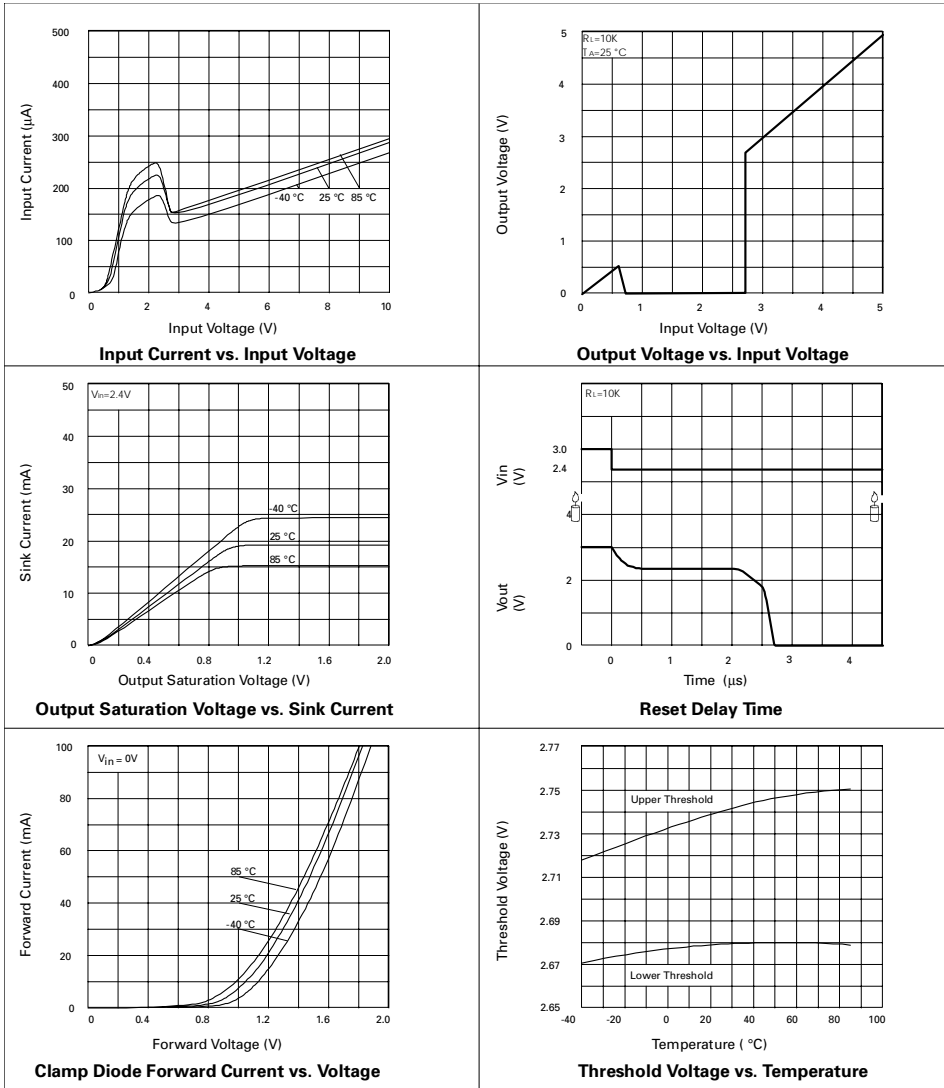 500
400
300
200
100
0
Input Current (µA)
-40 °C 25 °C 85 °C
0 2 4 6 8 10
Input Voltage (V)
Input Current vs. Input Voltage
RL=10K
TA=25 °C
5
4
3
2
1
0
Output Voltage (V)
0 1 2 3 4 5
Input Voltage (V)
Output Voltage vs. Input Voltage
Vin=2.4V
50
40
30
20
10
0
Sink Current (mA)
-40 °C
25 °C
85 °C
0 0.4 0.8 1.2 1.6 2.0
Output Saturation Voltage (V)
Output Saturation Voltage vs. Sink Current
RL=10K
3.0
2.4
Vin
(V)
4
2
0
Vout
(V)
0 1 2 3 4
Time (µs)
Reset Delay Time
Vin = 0V
100
80
60
40
20
0
Forward Current (mA)
85 °C
25 °C
-40 °C
0 0.4 0.8 1.2 1.6 2.0
Forward Voltage (V)
Clamp Diode Forward Current vs. Voltage
2.77
2.75
2.73
2.71
2.69
2.67
2.65
Threshold Voltage (V)
Upper Threshold
Lower Threshold
-40 -20 0 20 40 60 80 100
Temperature ( °C)
Threshold Voltage vs. Temperature